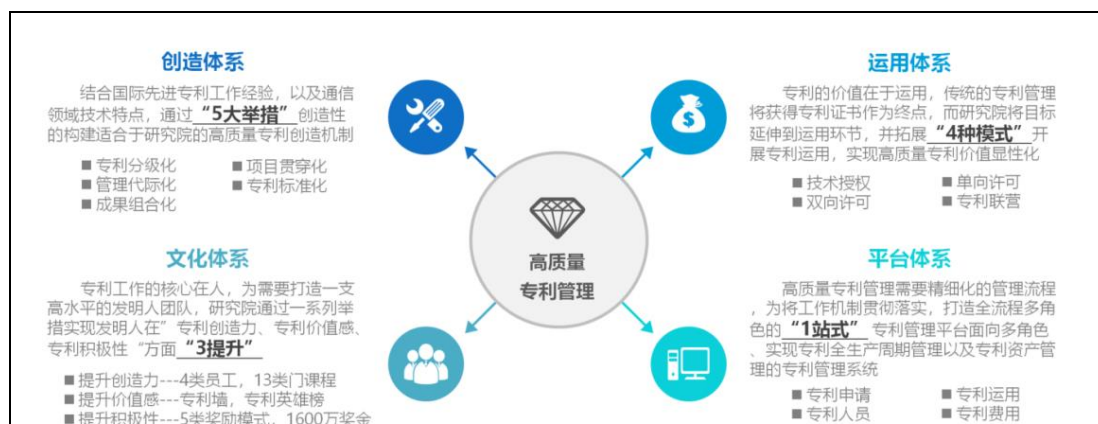 创造体系
结合国际先进专利工作经验，以及通信
领域技术特点，通过“5大举措”创造性
的构建适合于研究院的高质量专利创造机制
■专利分级化
■项目贯穿化
■管理代际化
■专利标准化
■成果组合化
运用体系
专利的价值在于运用，传统的专利管理
将获得专利证书作为终点，而研究院将目标
延伸到运用环节，并拓展“4种模式”开
展专利运用，实现高质量专利价值显性化
■技术授权
■单向许可
■双向许可
■专利联营
高质量
专利管理
文化体系
专利工作的核心在人，为需要打造一支
高水平的发明人团队，研究院通过一系列举
措实现发明人在”专利创造力、专利价值感、
专利积极性“方面“3提升”
■提升创造力---4类员工，13类门课程
■提升价值感---专利墙，专利英雄榜
■提升积极性---5类奖励模式，1600万奖金
平台体系
高质量专利管理需要精细化的管理流程
，为将工作机制贯彻落实，打造全流程多角
色的“1站式”专利管理平台面向多角色
、实现专利全生产周期管理以及专利资产管
理的专利管理系统
■专利申请
■专利运用
■专利人员
■专利费用